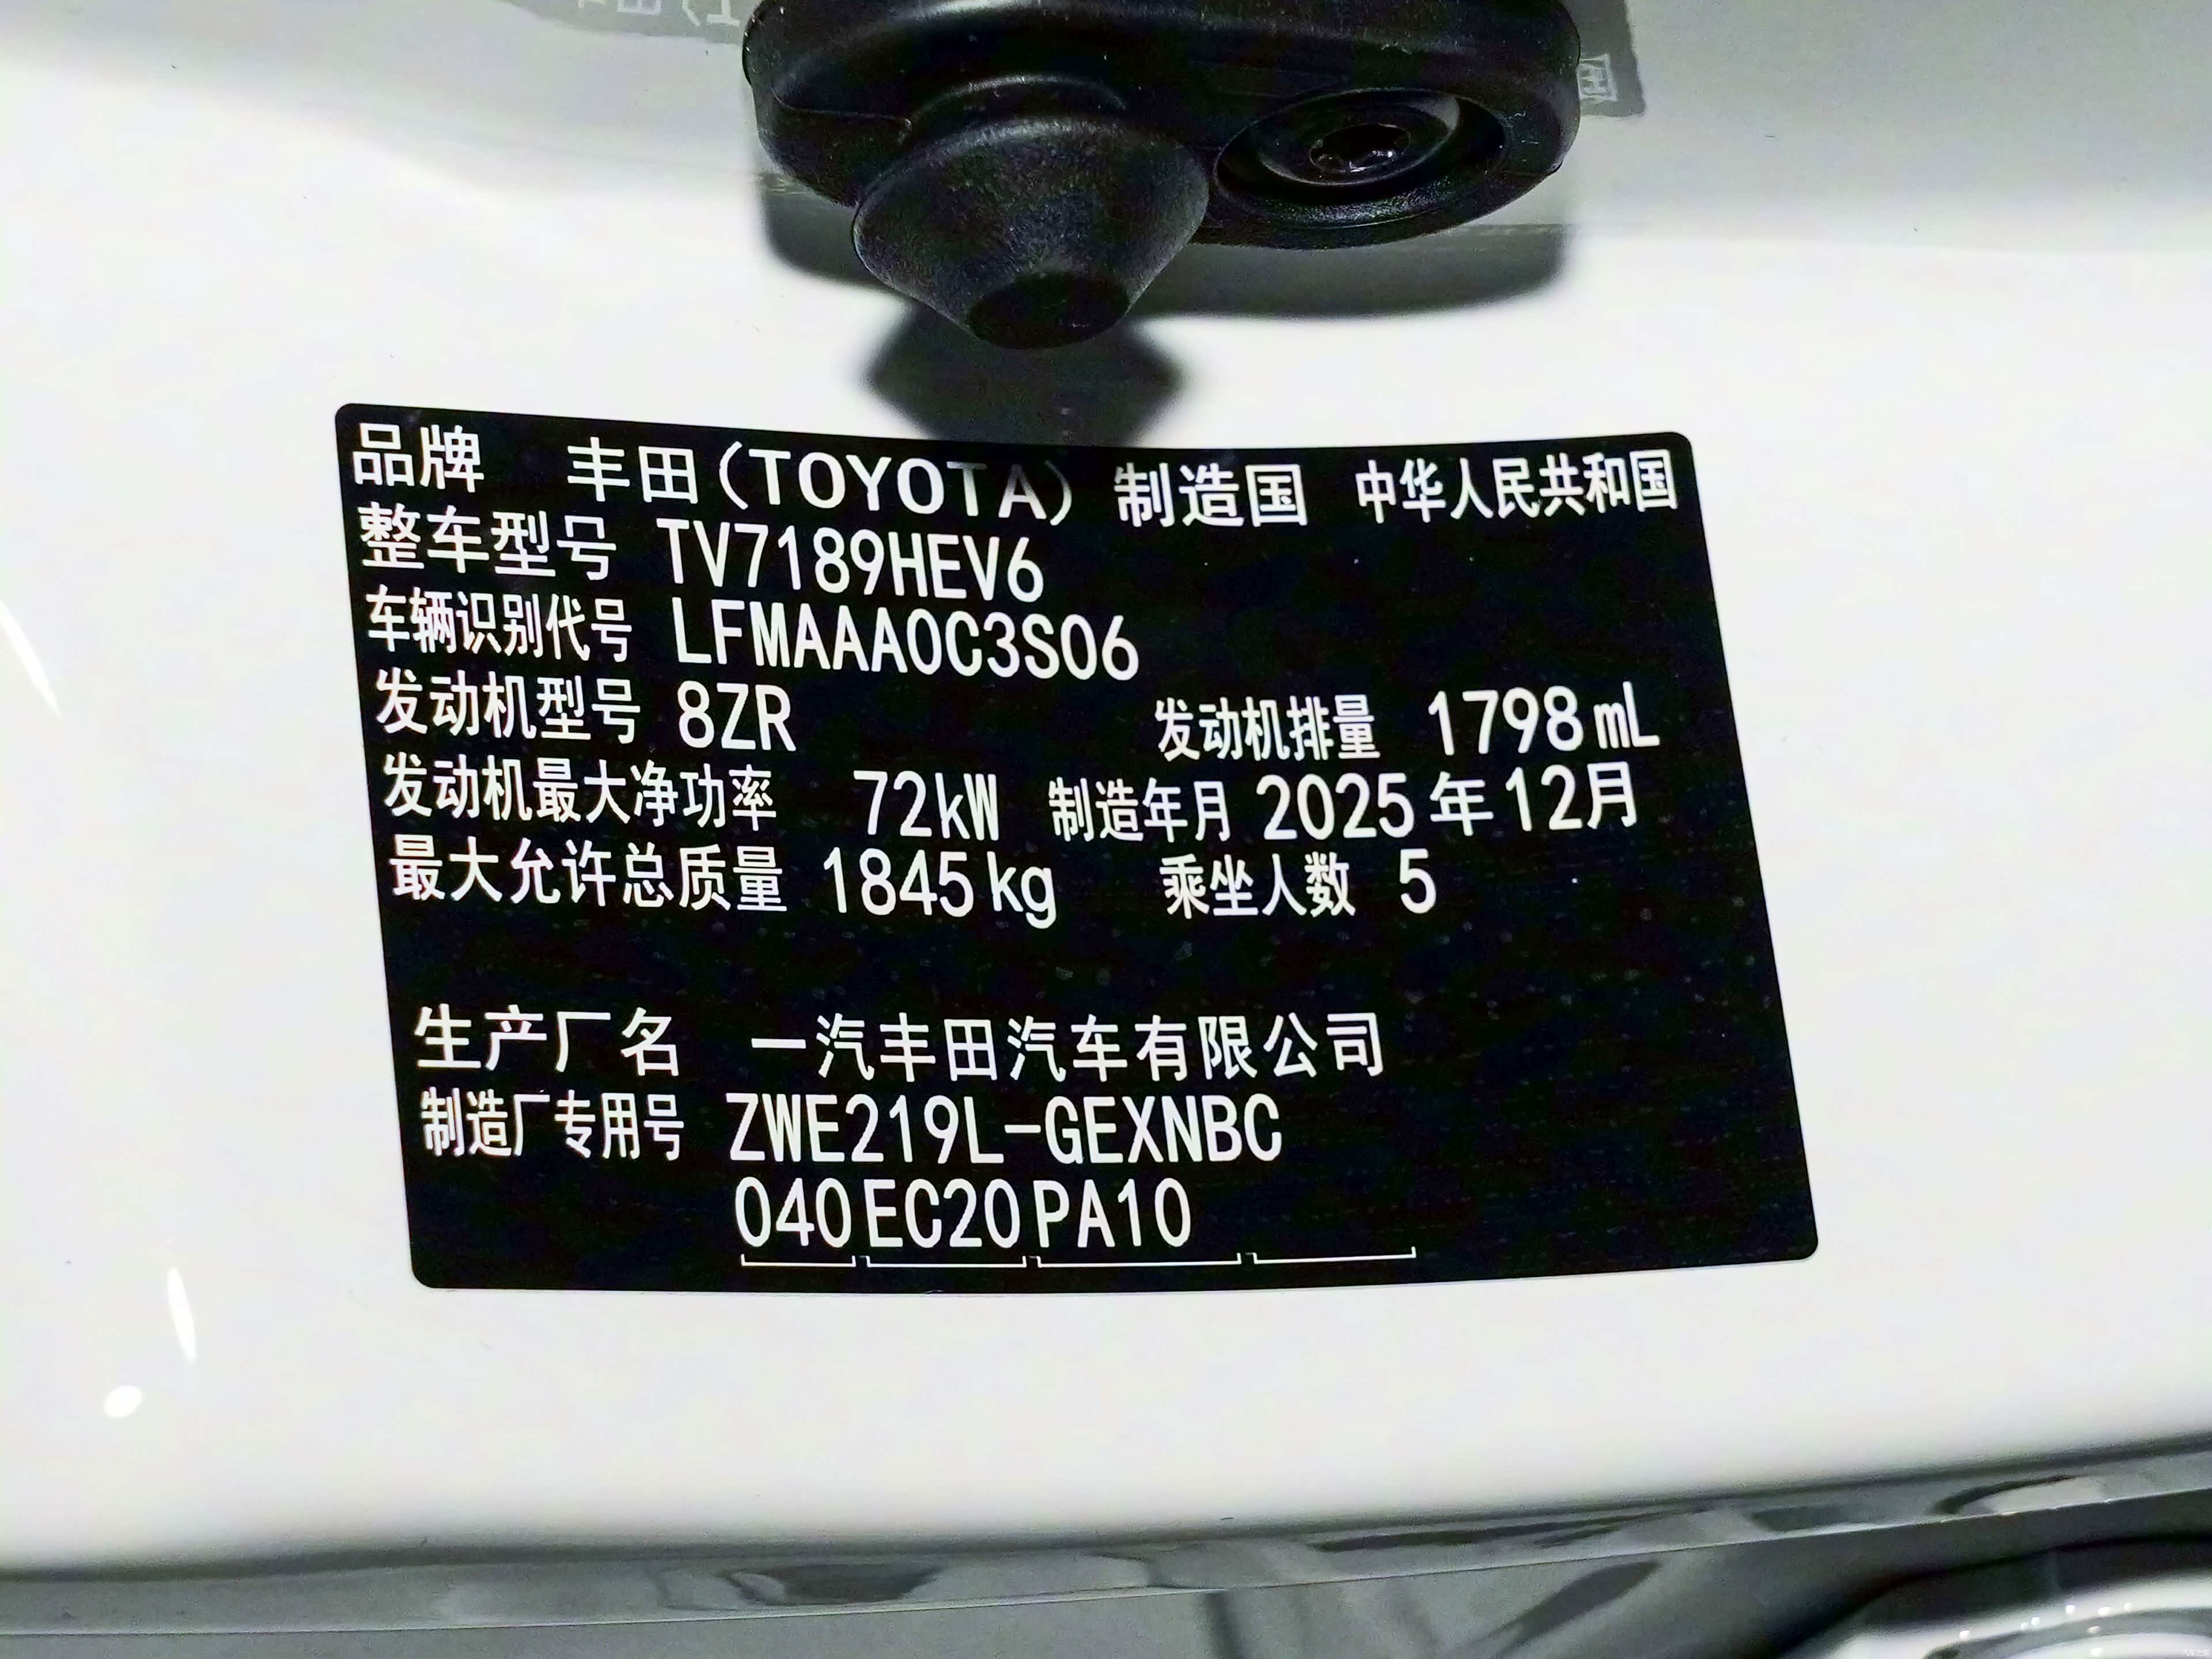 品牌 丰田(TOYOTA) 制造国 中华人民共和国
整车型号 TV7189HEV6
车辆识别代号 LFMAAA0C3S06
发动机型号 8ZR 发动机排量 1798mL
发动机最大净功率 72kW 制造年月 2025年12月
最大允许总质量 1845kg 乘坐人数 5
生产厂名 一汽丰田汽车有限公司
制造厂专用号 ZWE219L-GEXNBC
040 EC20 PA10